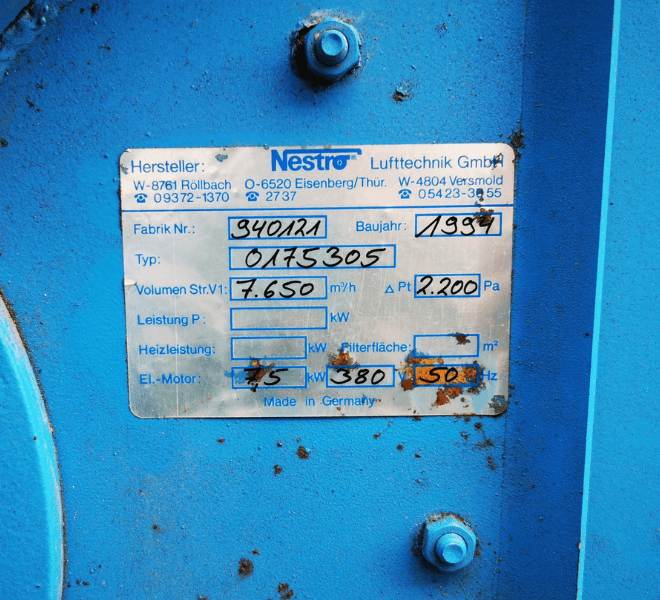 Hersteller: Nestro Lufttechnik GmbH
W-8761 Röllbach O-6520 Eisenberg/Thür. W-4804 Versmold
☎ 09372-1370 ☎ 2737 ☎ 05423-3 55
Fabrik Nr.: 940121 Baujahr: 1994
Typ: 0175305
Volumen Str.V1: 7.650 m³/h △ Pt 2.200 Pa
Leistung P: kW
Heizleistung: kW Filterfläche: m²
El.-Motor: 7,5 kW 380 V 50 Hz
Made in Germany